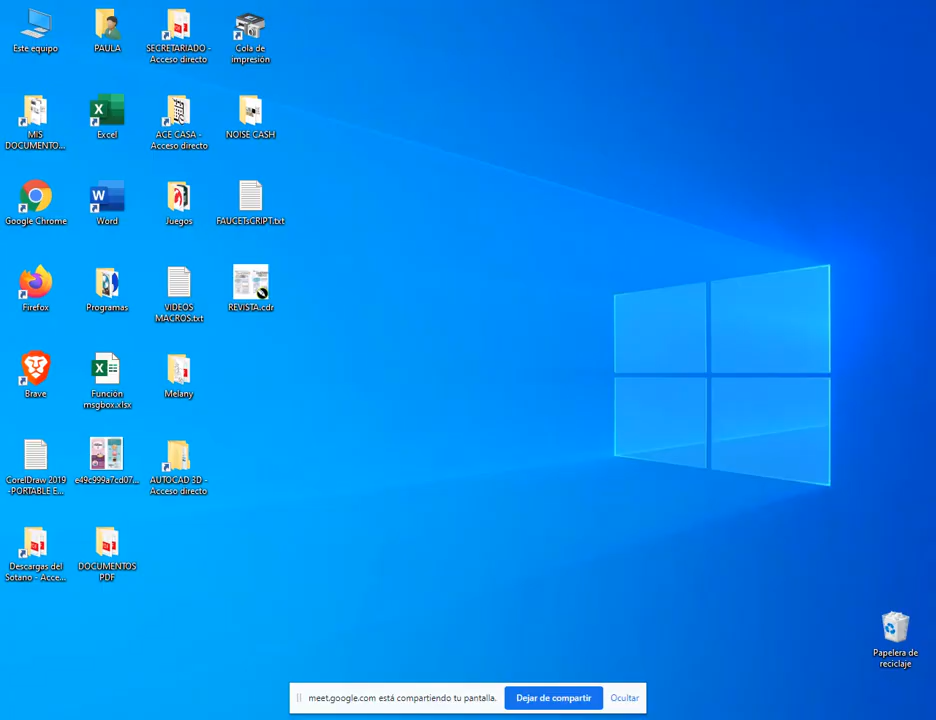 Este equipo
PAULA
SECRETARIADO -
Acceso directo
Cola de
impresión
MIS
DOCUMENTO...
Excel
ACE CASA -
Acceso directo
NOISE CASH
Google Chrome
Word
Juegos
FAUCETsCRIPT.txt
Firefox
Programas
VIDEOS
MACROS.txt
REVISTA.cdr
Brave
Función
msgbox.xlsx
Melany
CorelDraw 2019
-PORTABLE E...
e49c999a7cd07...
AUTOCAD 3D -
Acceso directo
Descargas del
Sotano - Acce...
DOCUMENTOS
PDF
Papelera de
reciclaje
meet.google.com está compartiendo tu pantalla.
Dejar de compartir
Ocultar